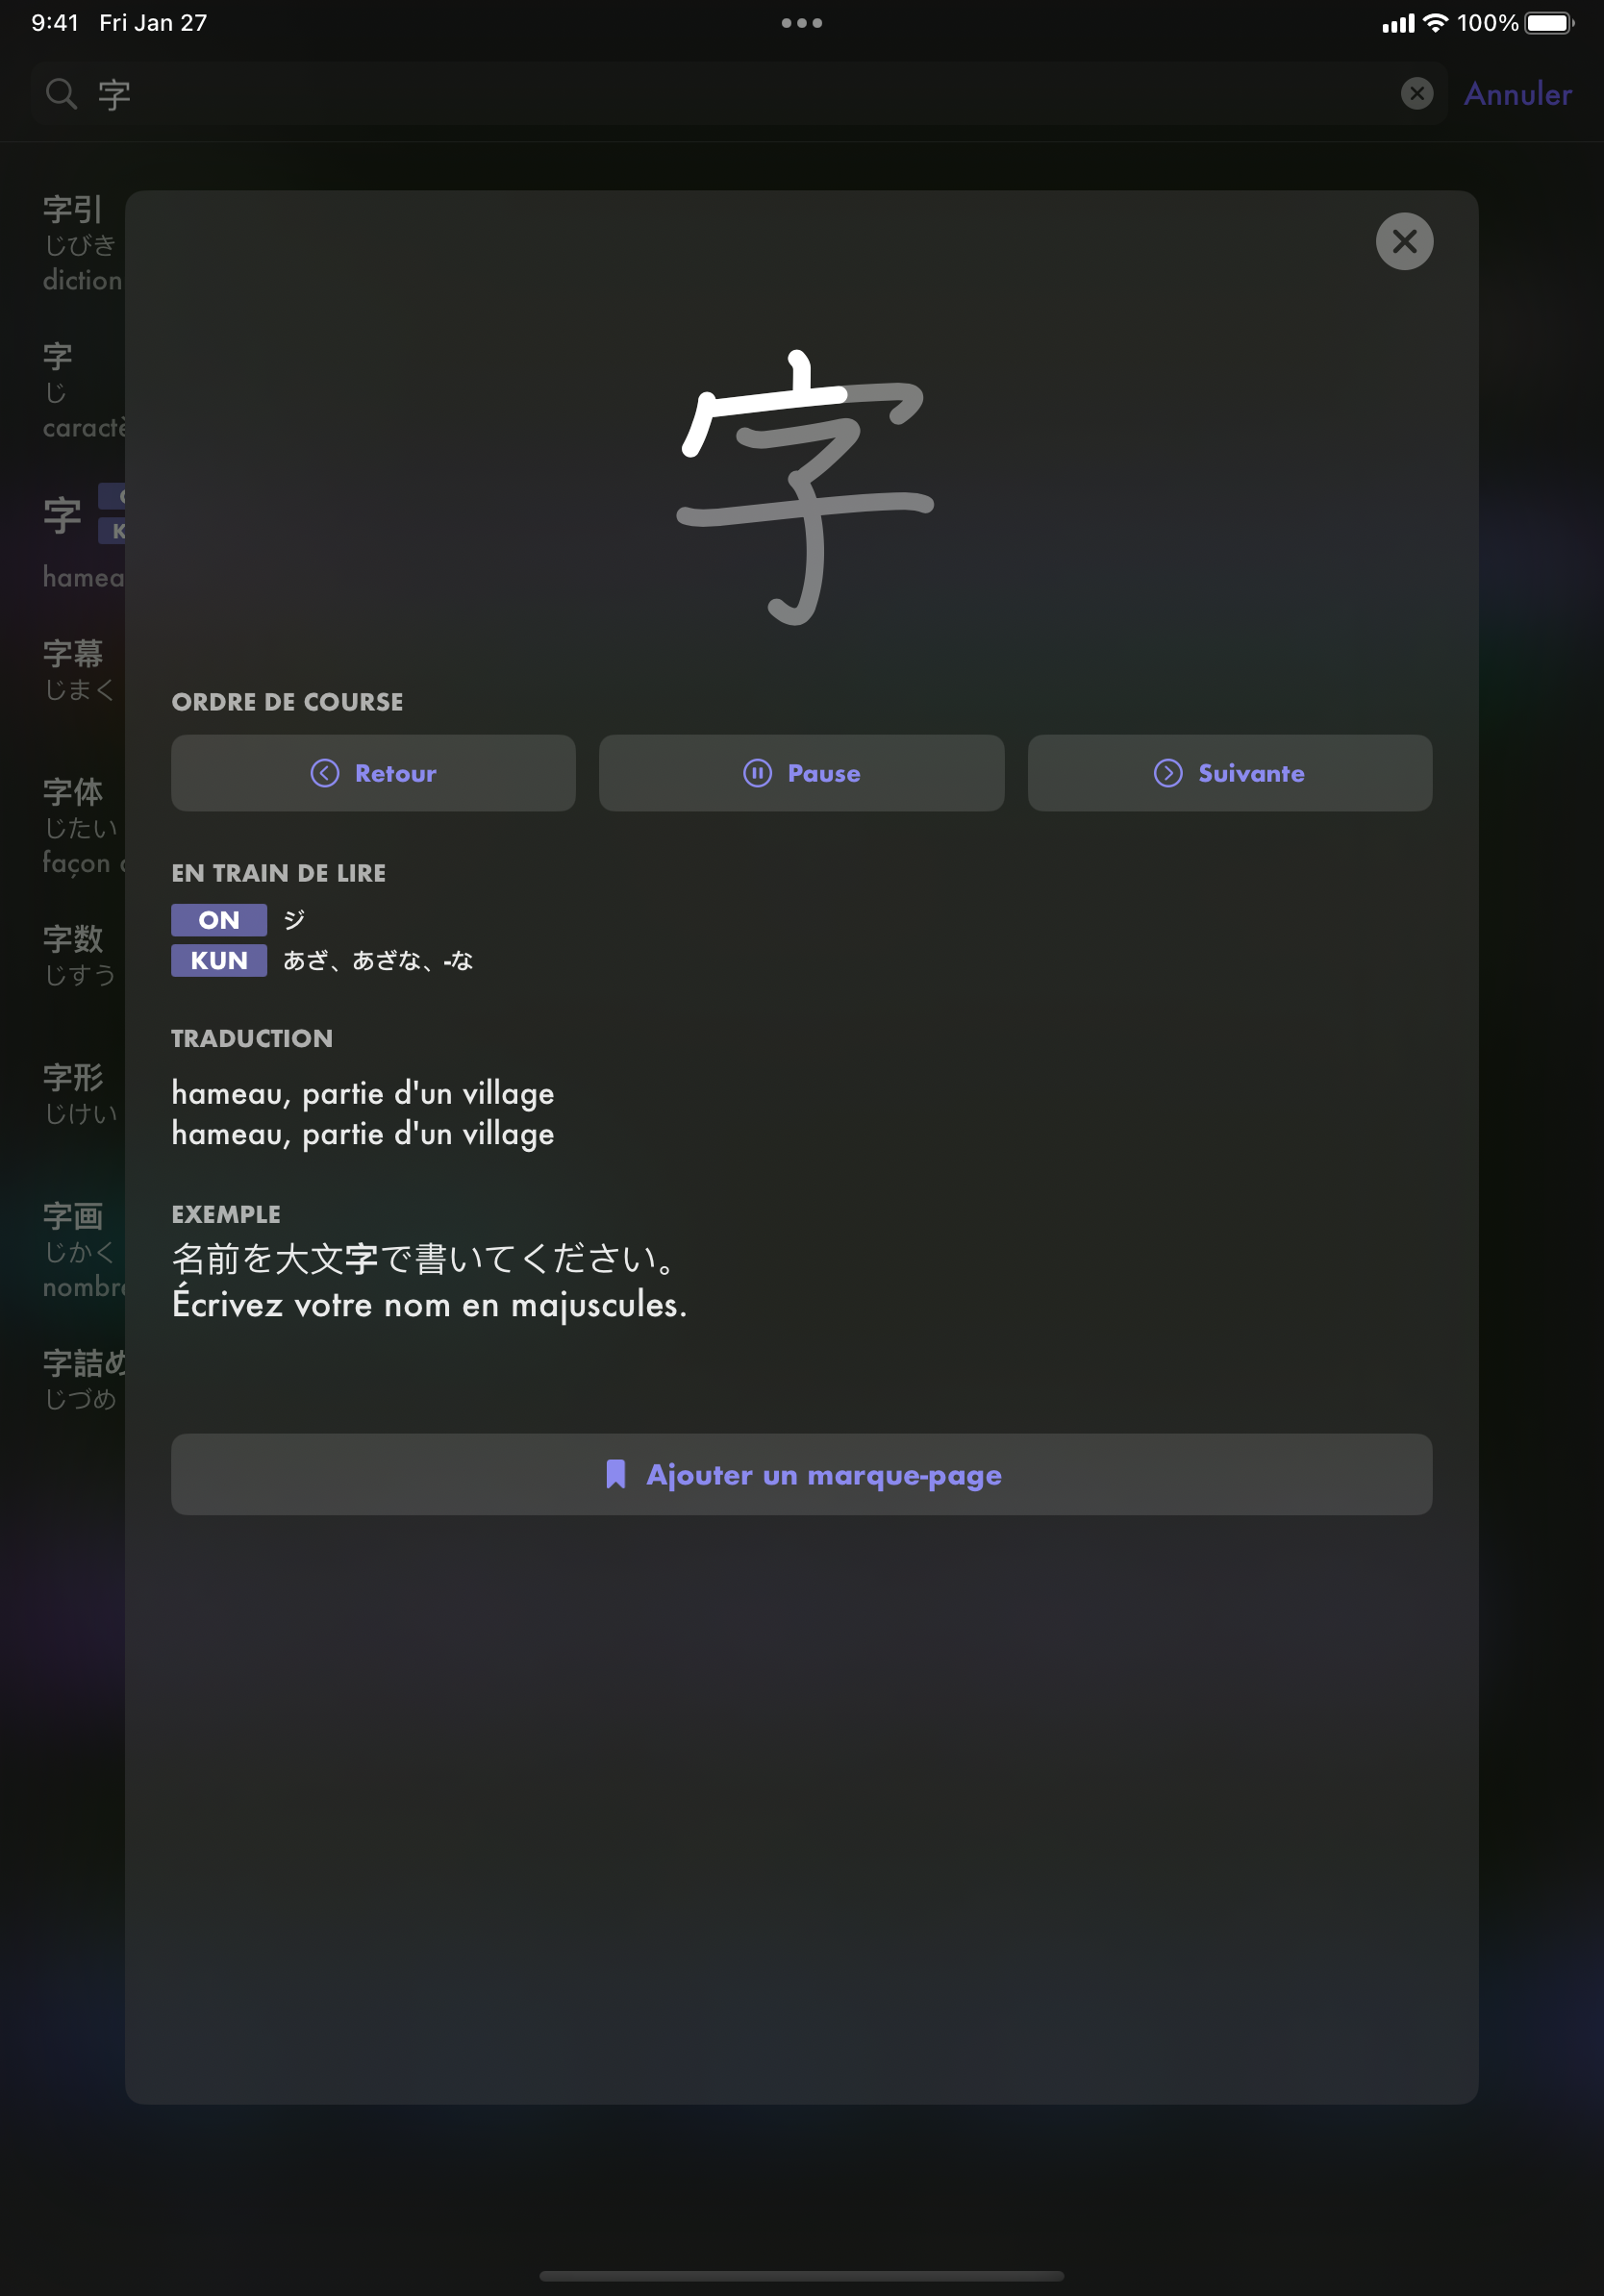 9:41 Fri Jan 27
100%
字
Annuler
字引
じびき
diction
字
じ
caractè
字
hamea
字幕
じまく
字体
じたい
façon
字数
じすう
字形
じけい
字画
じかく
nombre
字詰め
じづめ
字
ORDRE DE COURSE
Retour
Pause
Suivante
EN TRAIN DE LIRE
ON ジ
KUN あざ、あざな、-な
TRADUCTION
hameau, partie d'un village
hameau, partie d'un village
EXEMPLE
名前を大文字で書いてください。
Écrivez votre nom en majuscules.
Ajouter un marque-page